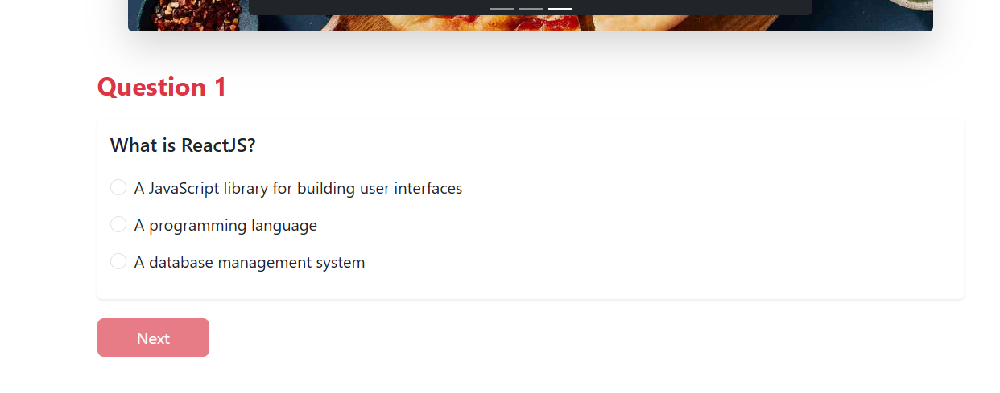 Question 1
What is ReactJS?
A JavaScript library for building user interfaces
A programming language
A database management system
Next